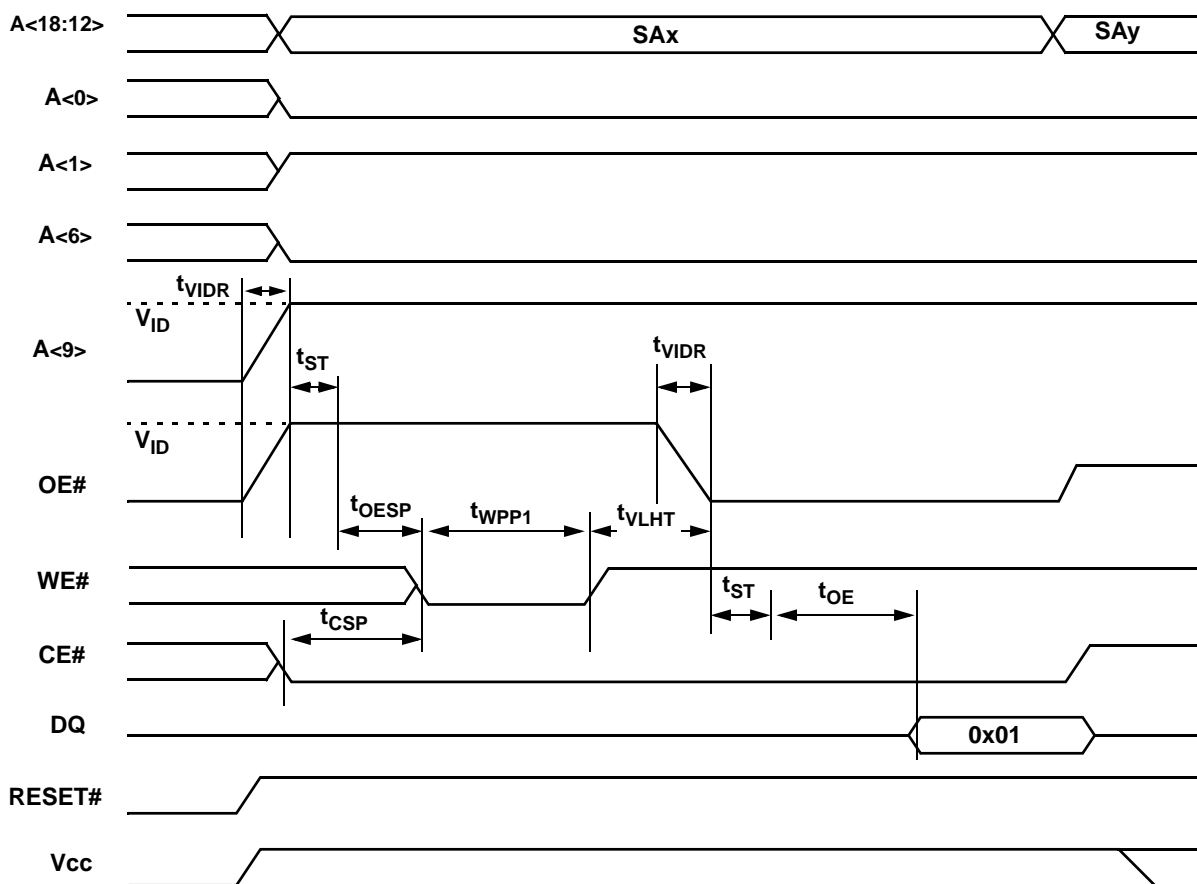 A<18:12> SAx SAy
A<0>
A<1>
A<6>
tVIDR
VID
A<9>
tST
tVIDR
VID
OE#
tOESP tWPP1 tVLHT
WE#
tST tOE
tCSP
CE#
DQ 0x01
RESET#
Vcc